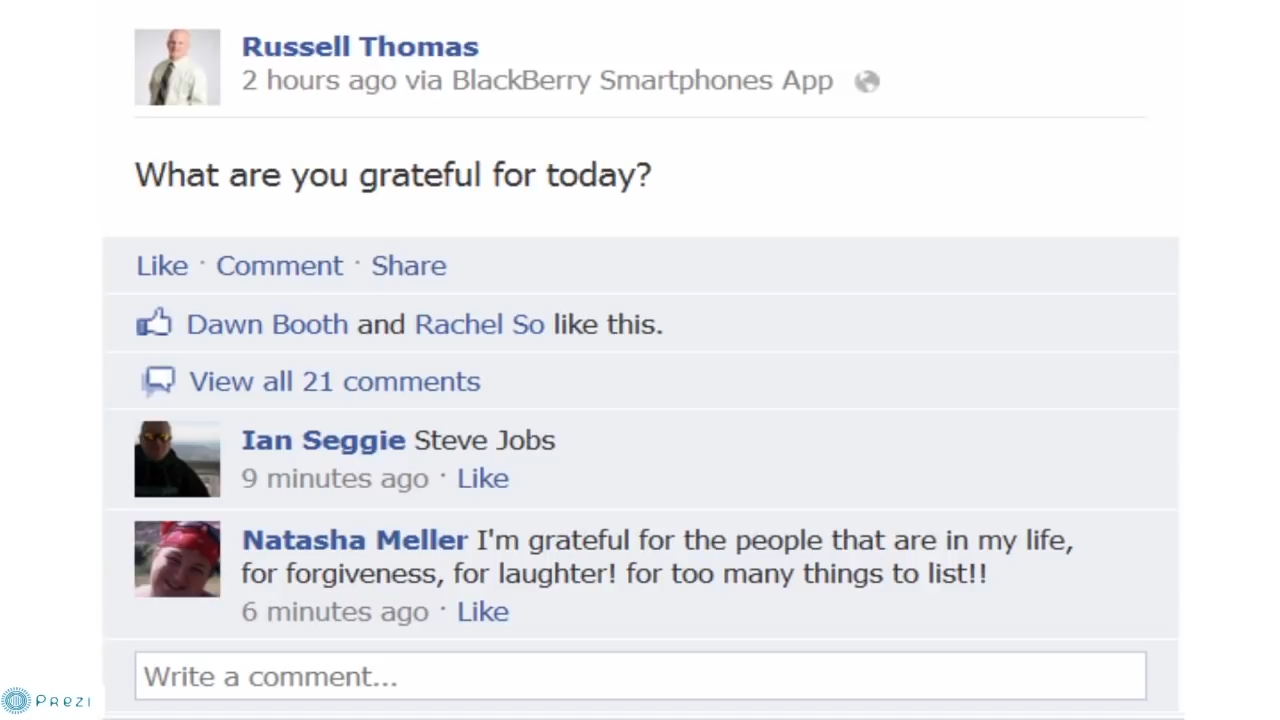 Russell Thomas
2 hours ago via BlackBerry Smartphones App
What are you grateful for today?
Like · Comment · Share
Dawn Booth and Rachel So like this.
View all 21 comments
Ian Seggie Steve Jobs
9 minutes ago · Like
Natasha Meller I'm grateful for the people that are in my life,
for forgiveness, for laughter! for too many things to list!!
6 minutes ago · Like
Write a comment...
Prezi